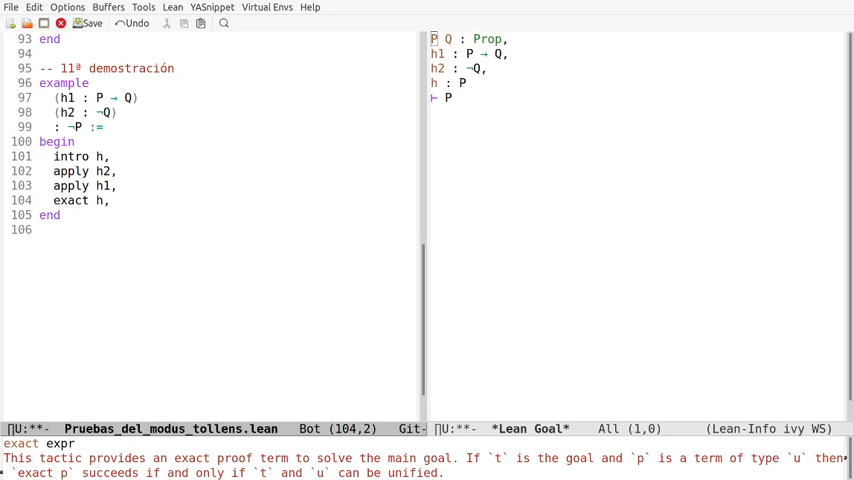 File Edit Options Buffers Tools Lean YASnippet Virtual Envs Help
Save Undo
93 end
94
95 -- 11ª demostración
96 example
97 (h1 : P → Q)
98 (h2 : ¬Q)
99 : ¬P :=
100 begin
101 intro h,
102 apply h2,
103 apply h1,
104 exact h,
105 end
106
P Q : Prop,
h1 : P → Q,
h2 : ¬Q,
h : P
⊢ P
∏U:**- Pruebas_del_modus_tollens.lean Bot (104,2) Git-
∏U:**- *Lean Goal* All (1,0) (Lean-Info ivy WS)
exact expr
This tactic provides an exact proof term to solve the main goal. If `t` is the goal and `p` is a term of type `u` then
`exact p` succeeds if and only if `t` and `u` can be unified.